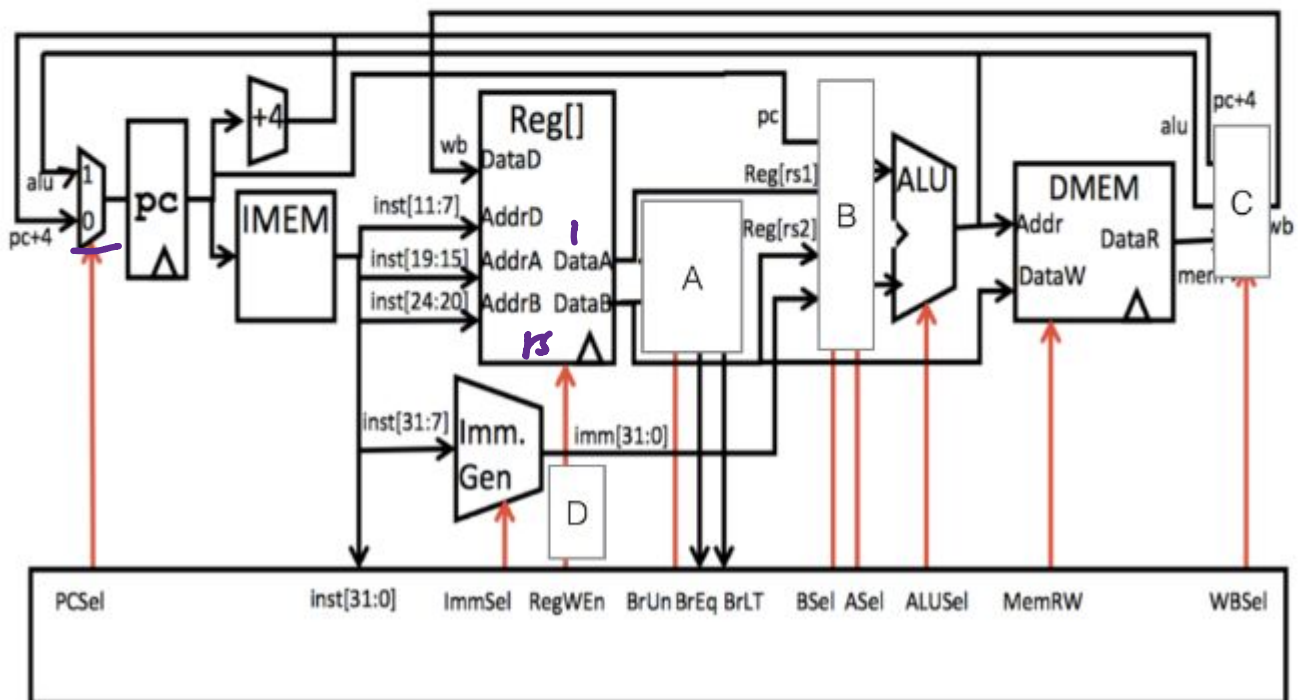 pc+4
alu
+4
Reg[]
pc
wb
DataD
alu
1
pc
Reg[rs1]
ALU
DMEM
IMEM
inst[11:7]
AddrD
B
C
0
pc+4
Reg[rs2]
Addr
wb
inst[19:15]
AddrA
DataA
A
DataR
inst[24:20]
AddrB
DataB
DataW
rs
inst[31:7]
Imm.
Gen
imm[31:0]
D
PCSel
inst[31:0]
ImmSel
RegWEn
BrUn
BrEq
BrLT
BSel
ASel
ALUSel
MemRW
WBSel